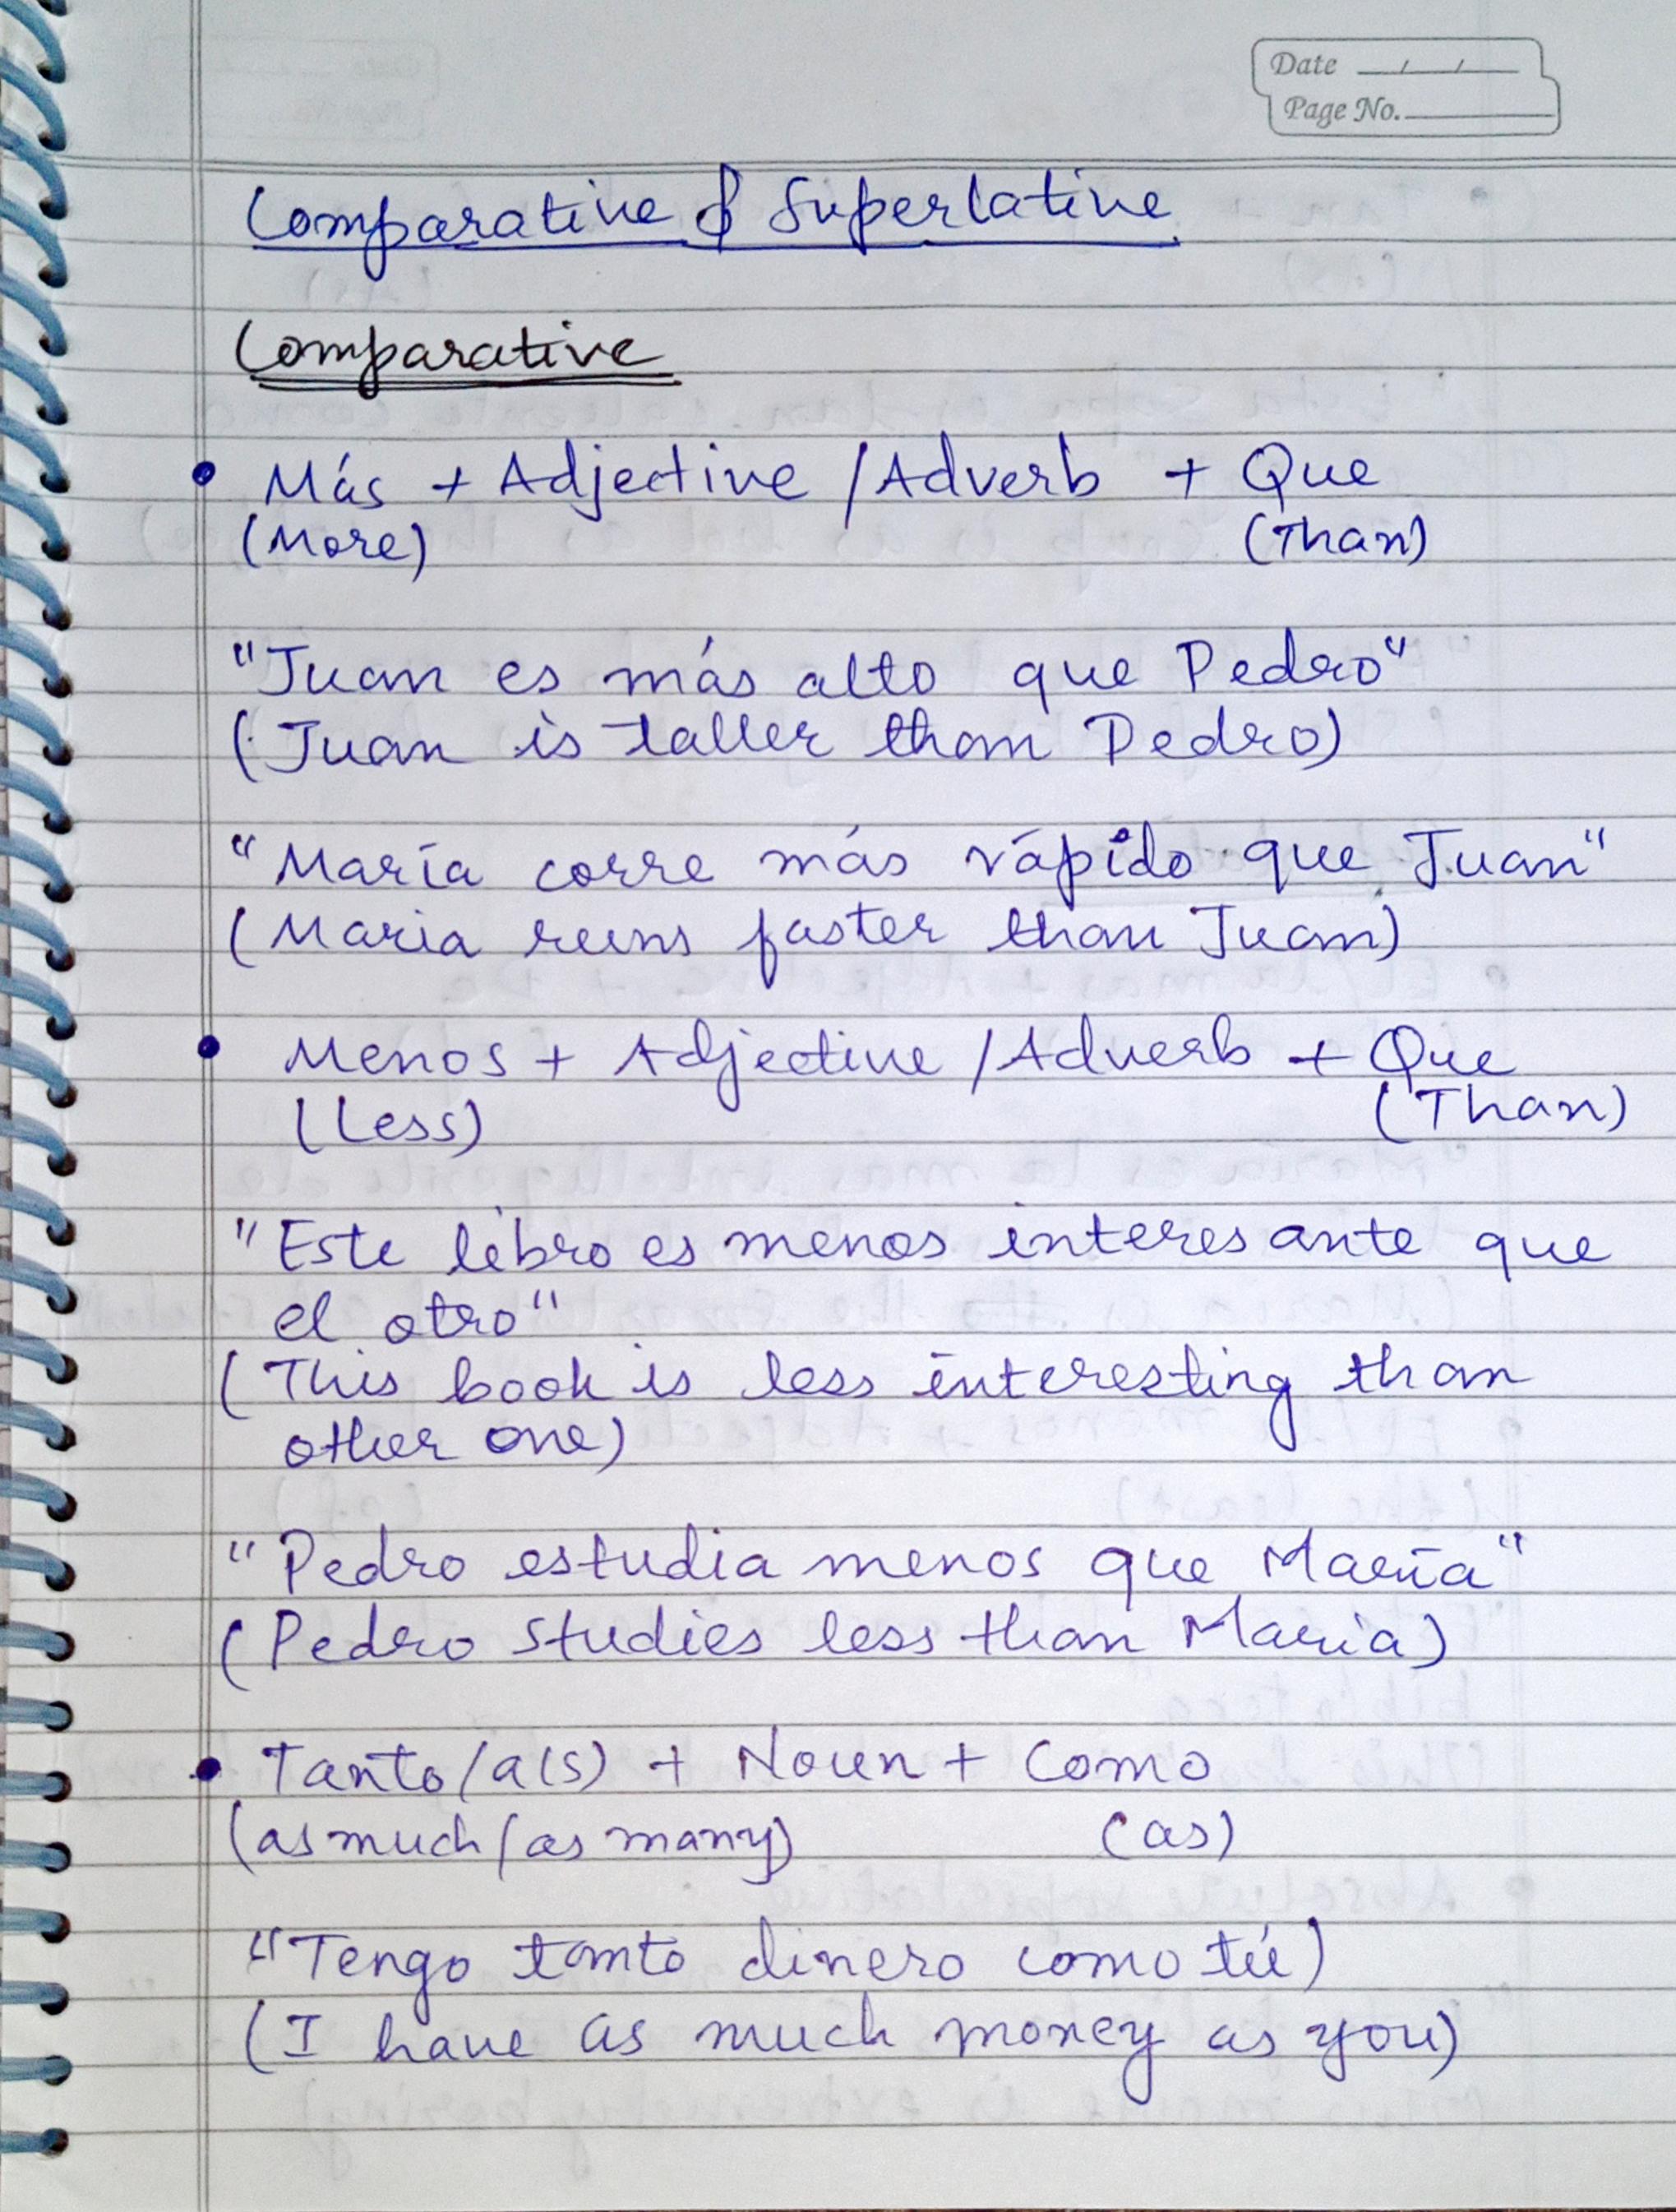 Date / /
Page No.
Comparative & Superlative
Comparative
• Más + Adjective / Adverb + Que
(More) (Than)
"Juan es más alto que Pedro"
(Juan is taller than Pedro)
"María corre más rápido que Juan"
(Maria runs faster than Juan)
• Menos + Adjective / Adverb + Que
(Less) (Than)
"Este libro es menos interesante que
el otro"
(This book is less interesting than
other one)
"Pedro estudia menos que María"
(Pedro studies less than Maria)
• Tanto/a(s) + Noun + Como
(as much/as many) (as)
"Tengo tanto dinero como tú)
(I have as much money as you)